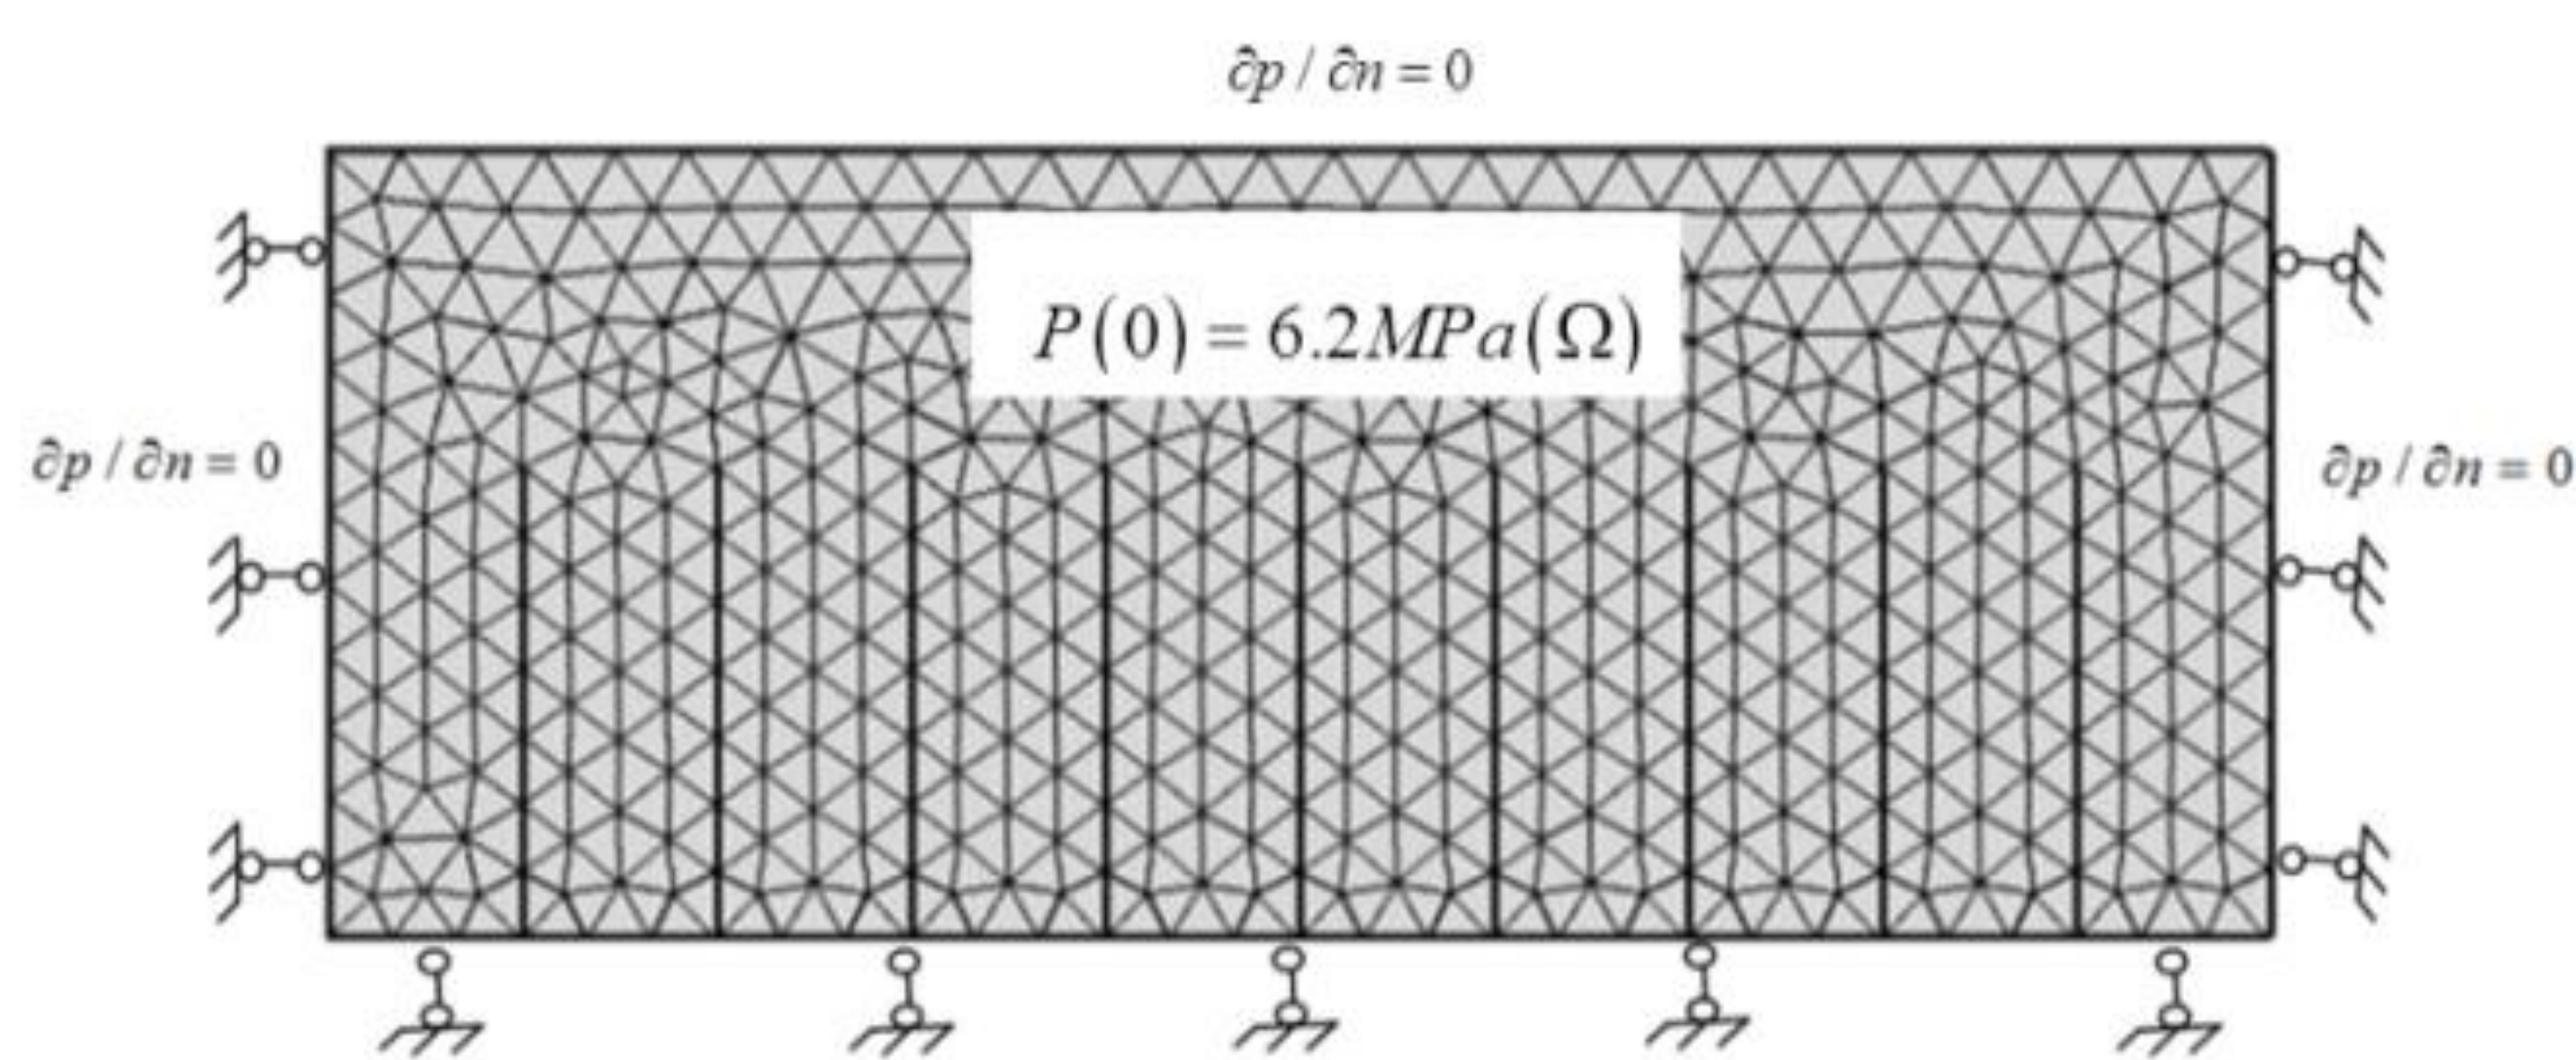 ∂p / ∂n = 0
P(0) = 6.2MPa(Ω)
∂p / ∂n = 0
∂p / ∂n = 0